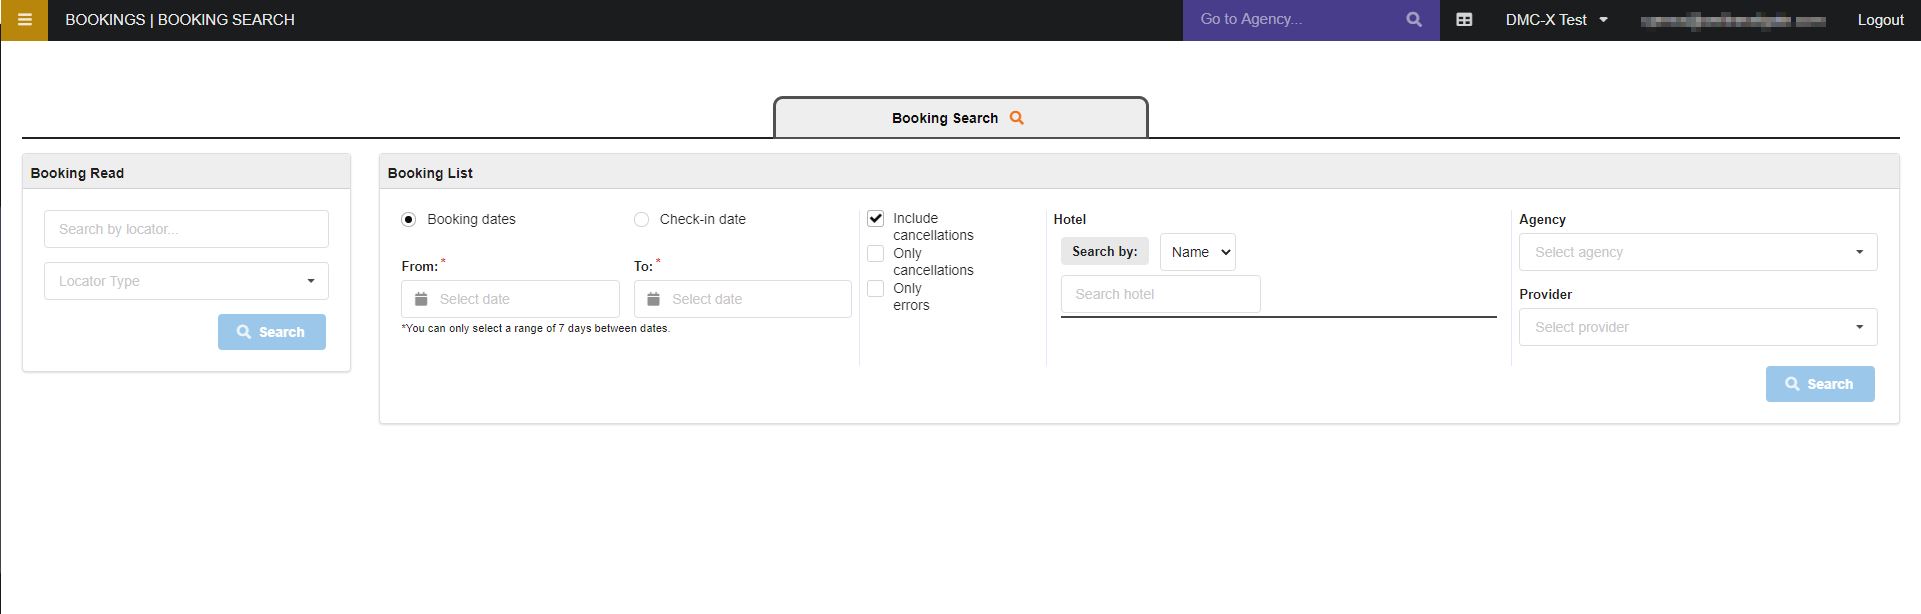 BOOKINGS | BOOKING SEARCH
Go to Agency...
DMC-X Test
Logout
Booking Search
Booking Read
Search by locator...
Locator Type
Search
Booking List
Booking dates
Check-in date
From:*
To:*
Select date
Select date
*You can only select a range of 7 days between dates.
Include
cancellations
Only
cancellations
Only
errors
Hotel
Search by:
Name
Search hotel
Agency
Select agency
Provider
Select provider
Search